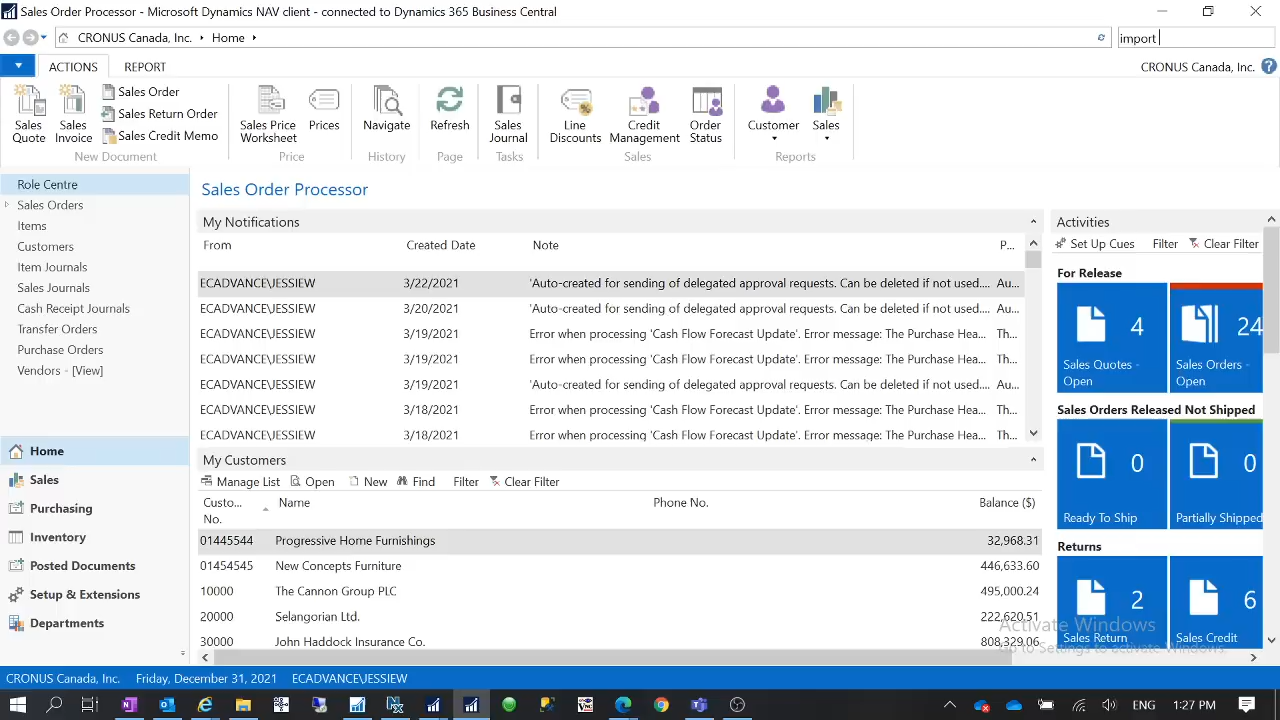 Sales Order Processor - Microsoft Dynamics NAV client - connected to Dynamics 365 Business Central
CRONUS Canada, Inc. Home
import
ACTIONS REPORT
CRONUS Canada, Inc.
Sales Quote
Sales Invoice
Sales Order
Sales Return Order
Sales Credit Memo
New Document
Sales Price Worksheet
Prices
Price
Navigate
History
Refresh
Page
Sales Journal
Tasks
Line Discounts
Credit Management
Order Status
Sales
Customer
Sales
Reports
Role Centre
Sales Orders
Items
Customers
Item Journals
Sales Journals
Cash Receipt Journals
Transfer Orders
Purchase Orders
Vendors - [View]
Home
Sales
Purchasing
Inventory
Posted Documents
Setup & Extensions
Departments
Sales Order Processor
My Notifications
From Created Date Note P...
ECADVANCE\JESSIEW 3/22/2021 'Auto-created for sending of delegated approval requests. Can be deleted if not used.... Au...
ECADVANCE\JESSIEW 3/20/2021 'Auto-created for sending of delegated approval requests. Can be deleted if not used.... Au...
ECADVANCE\JESSIEW 3/19/2021 Error when processing 'Cash Flow Forecast Update'. Error message: The Purchase Hea... Th...
ECADVANCE\JESSIEW 3/19/2021 Error when processing 'Cash Flow Forecast Update'. Error message: The Purchase Hea... Th...
ECADVANCE\JESSIEW 3/19/2021 'Auto-created for sending of delegated approval requests. Can be deleted if not used.... Au...
ECADVANCE\JESSIEW 3/18/2021 Error when processing 'Cash Flow Forecast Update'. Error message: The Purchase Hea... Th...
ECADVANCE\JESSIEW 3/18/2021 Error when processing 'Cash Flow Forecast Update'. Error message: The Purchase Hea... Th...
My Customers
Manage List Open New Find Filter Clear Filter
Custo... No. Name Phone No. Balance ($)
01445544 Progressive Home Furnishings 32,968.31
01454545 New Concepts Furniture 446,633.60
10000 The Cannon Group PLC 495,000.24
20000 Selangorian Ltd. 222,620.51
30000 John Haddock Insurance Co. 808,329.06
Activities
Set Up Cues Filter Clear Filter
For Release
4 Sales Quotes - Open
24 Sales Orders - Open
Sales Orders Released Not Shipped
0 Ready To Ship
0 Partially Shipped
Returns
2 Sales Return
6 Sales Credit
Activate Windows
Go to Settings to activate Windows.
CRONUS Canada, Inc. Friday, December 31, 2021 ECADVANCE\JESSIEW
ENG 1:27 PM